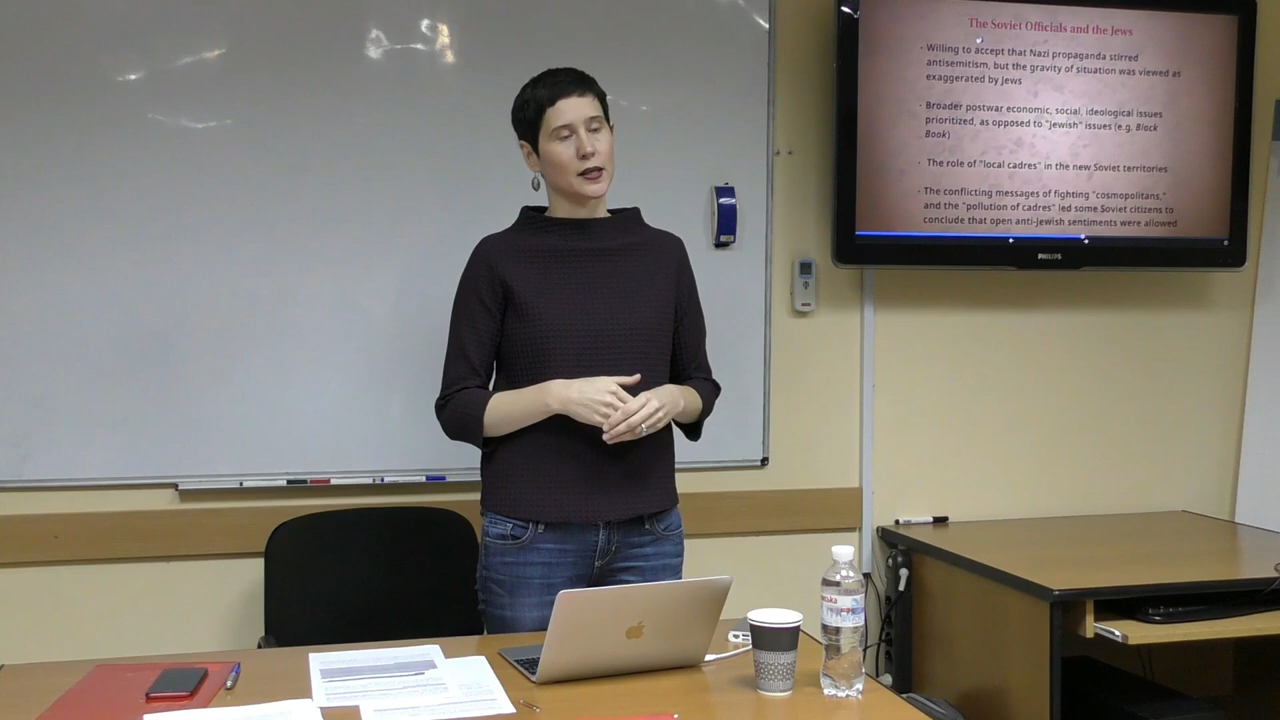 The Soviet Officials and the Jews
· Willing to accept that Nazi propaganda stirred
antisemitism, but the gravity of situation was viewed as
exaggerated by Jews
· Broader postwar economic, social, ideological issues
prioritized, as opposed to "Jewish" issues (e.g. Black
Book)
· The role of "local cadres" in the new Soviet territories
· The conflicting messages of fighting "cosmopolitans,"
and the "pollution of cadres" led some Soviet citizens to
conclude that open anti-Jewish sentiments were allowed
PHILIPS